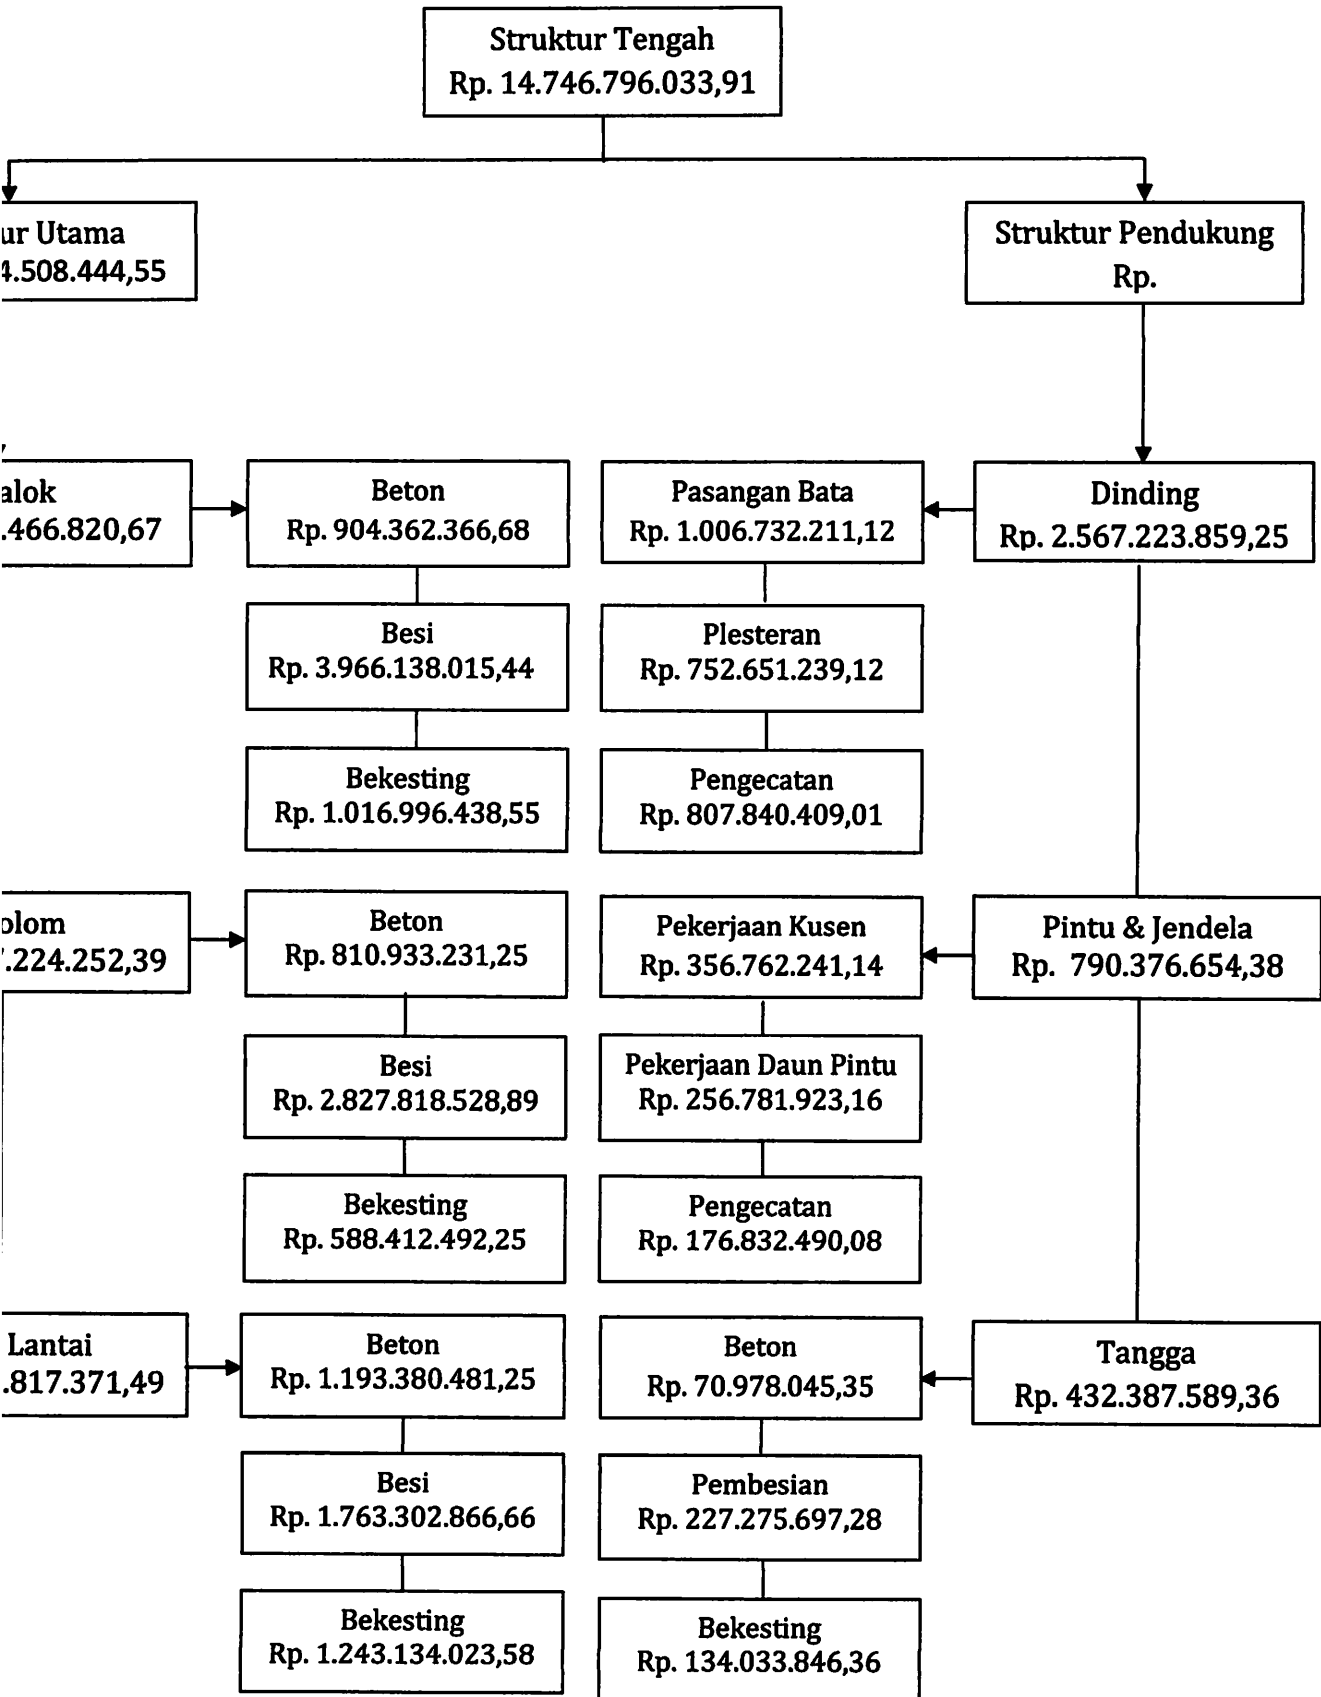 Struktur Tengah
Rp. 14.746.796.033,91
ur Utama
4.508.444,55
Struktur Pendukung
Rp.
alok
.466.820,67
Beton
Rp. 904.362.366,68
Pasangan Bata
Rp. 1.006.732.211,12
Dinding
Rp. 2.567.223.859,25
Besi
Rp. 3.966.138.015,44
Plesteran
Rp. 752.651.239,12
Bekesting
Rp. 1.016.996.438,55
Pengecatan
Rp. 807.840.409,01
olom
7.224.252,39
Beton
Rp. 810.933.231,25
Pekerjaan Kusen
Rp. 356.762.241,14
Pintu & Jendela
Rp. 790.376.654,38
Besi
Rp. 2.827.818.528,89
Pekerjaan Daun Pintu
Rp. 256.781.923,16
Bekesting
Rp. 588.412.492,25
Pengecatan
Rp. 176.832.490,08
Lantai
.817.371,49
Beton
Rp. 1.193.380.481,25
Beton
Rp. 70.978.045,35
Tangga
Rp. 432.387.589,36
Besi
Rp. 1.763.302.866,66
Pembesian
Rp. 227.275.697,28
Bekesting
Rp. 1.243.134.023,58
Bekesting
Rp. 134.033.846,36